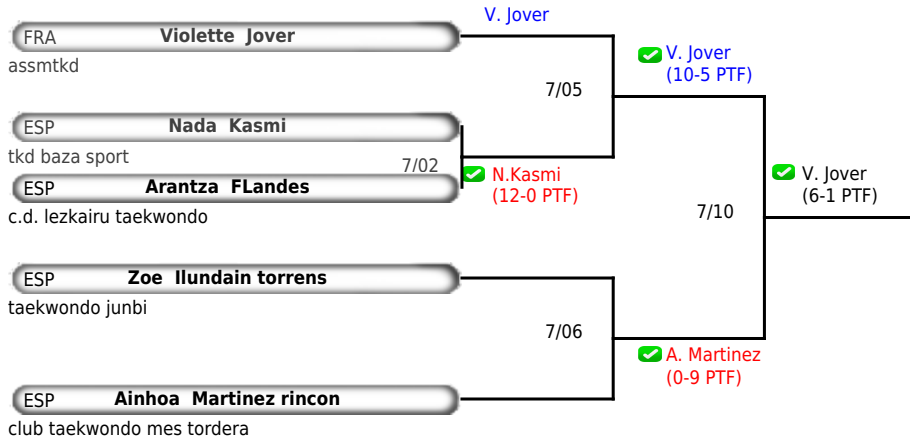 V. Jover
FRA Violette Jover
assmtkd
V. Jover
(10-5 PTF)
7/05
ESP Nada Kasmi
tkd baza sport
7/02
N.Kasmi
(12-0 PTF)
V. Jover
(6-1 PTF)
ESP Arantza FLandes
c.d. lezkairu taekwondo
7/10
ESP Zoe Ilundain torrens
taekwondo junbi
7/06
A. Martinez
(0-9 PTF)
ESP Ainhoa Martinez rincon
club taekwondo mes tordera